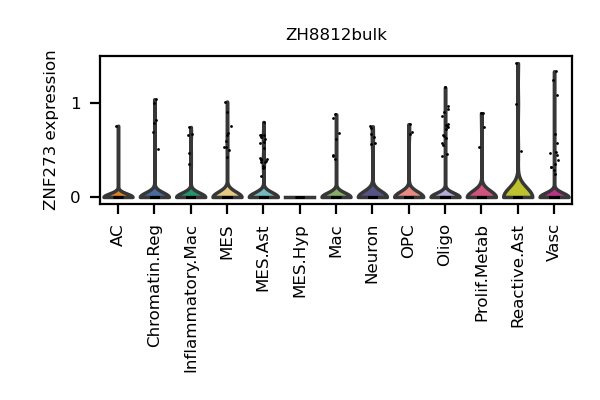 ZH8812bulk
ZNF273 expression
1
0
AC
Chromatin.Reg
Inflammatory.Mac
MES
MES.Ast
MES.Hyp
Mac
Neuron
OPC
Oligo
Prolif.Metab
Reactive.Ast
Vasc